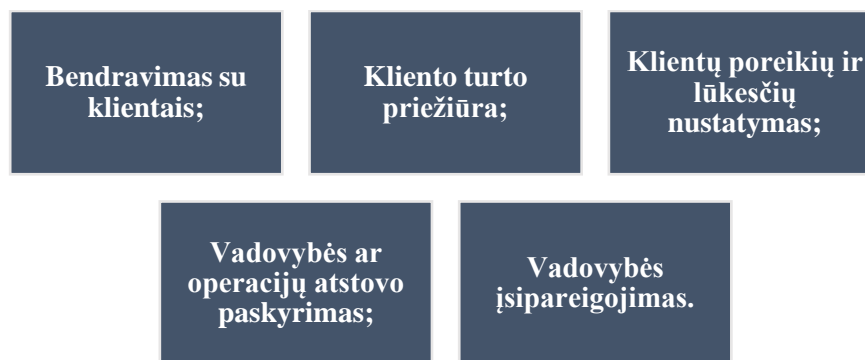 Bendravimas su
klientais;
Kliento turto
priežiūra;
Klientų poreikių ir
lūkesčių
nustatymas;
Vadovybės ar
operacijų atstovo
paskyrimas;
Vadovybės
įsipareigojimas.